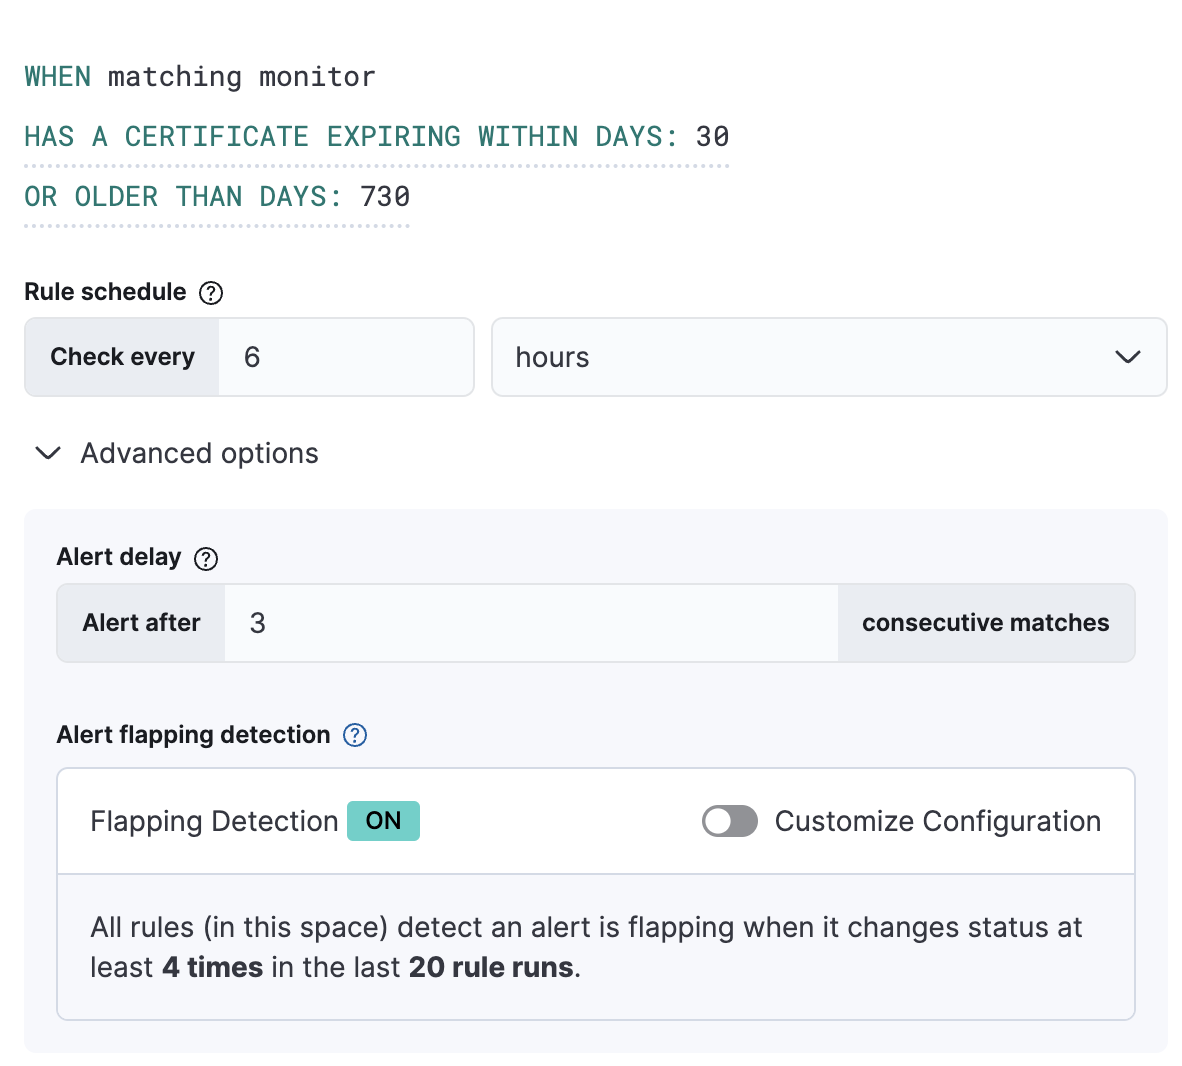 WHEN matching monitor
HAS A CERTIFICATE EXPIRING WITHIN DAYS: 30
OR OLDER THAN DAYS: 730
Rule schedule
Check every 6 hours
Advanced options
Alert delay
Alert after 3 consecutive matches
Alert flapping detection
Flapping Detection ON Customize Configuration
All rules (in this space) detect an alert is flapping when it changes status at
least 4 times in the last 20 rule runs.